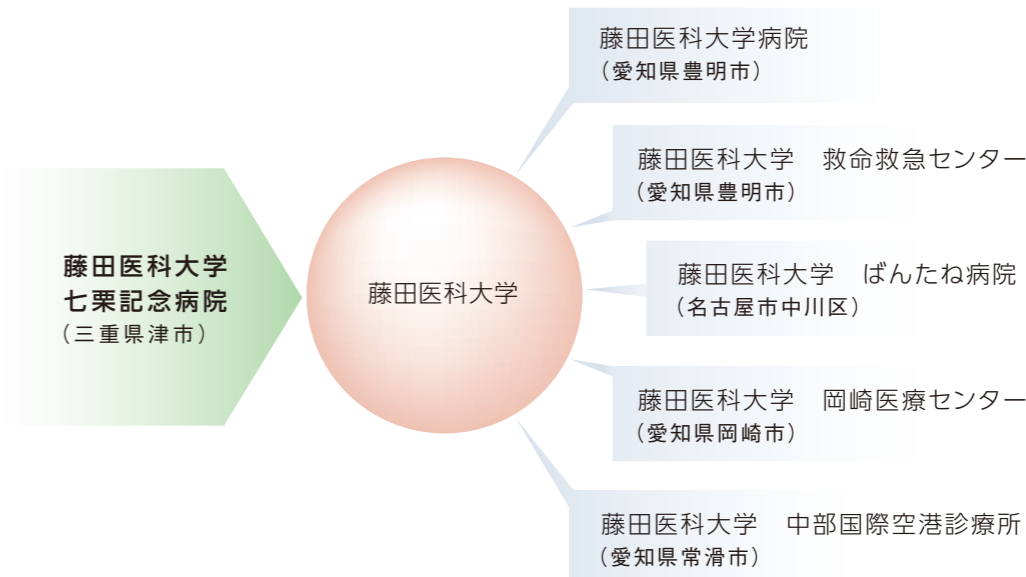 藤田医科大学
七栗記念病院
（三重県津市）
藤田医科大学
藤田医科大学病院
（愛知県豊明市）
藤田医科大学　救命救急センター
（愛知県豊明市）
藤田医科大学　ばんたね病院
（名古屋市中川区）
藤田医科大学　岡崎医療センター
（愛知県岡崎市）
藤田医科大学　中部国際空港診療所
（愛知県常滑市）